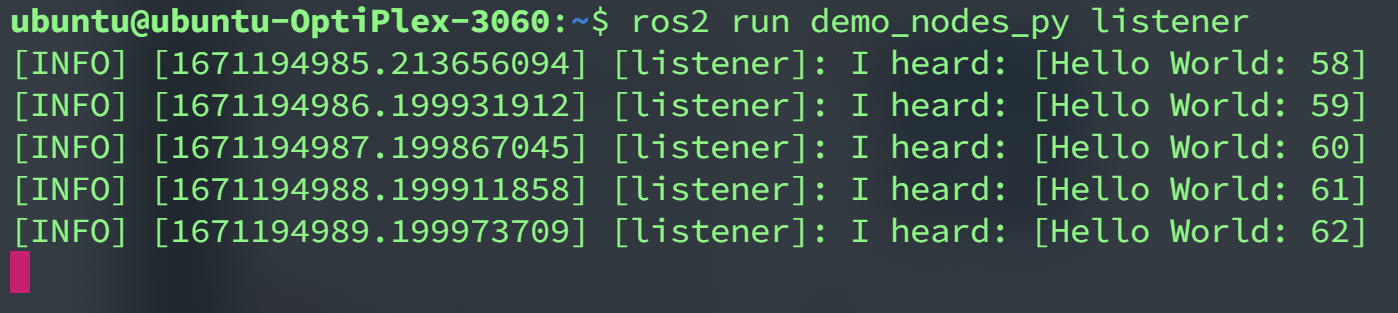 ubuntu@ubuntu-OptiPlex-3060:~$ ros2 run demo_nodes_py listener
[INFO] [1671194985.213656094] [listener]: I heard: [Hello World: 58]
[INFO] [1671194986.199931912] [listener]: I heard: [Hello World: 59]
[INFO] [1671194987.199867045] [listener]: I heard: [Hello World: 60]
[INFO] [1671194988.199911858] [listener]: I heard: [Hello World: 61]
[INFO] [1671194989.199973709] [listener]: I heard: [Hello World: 62]